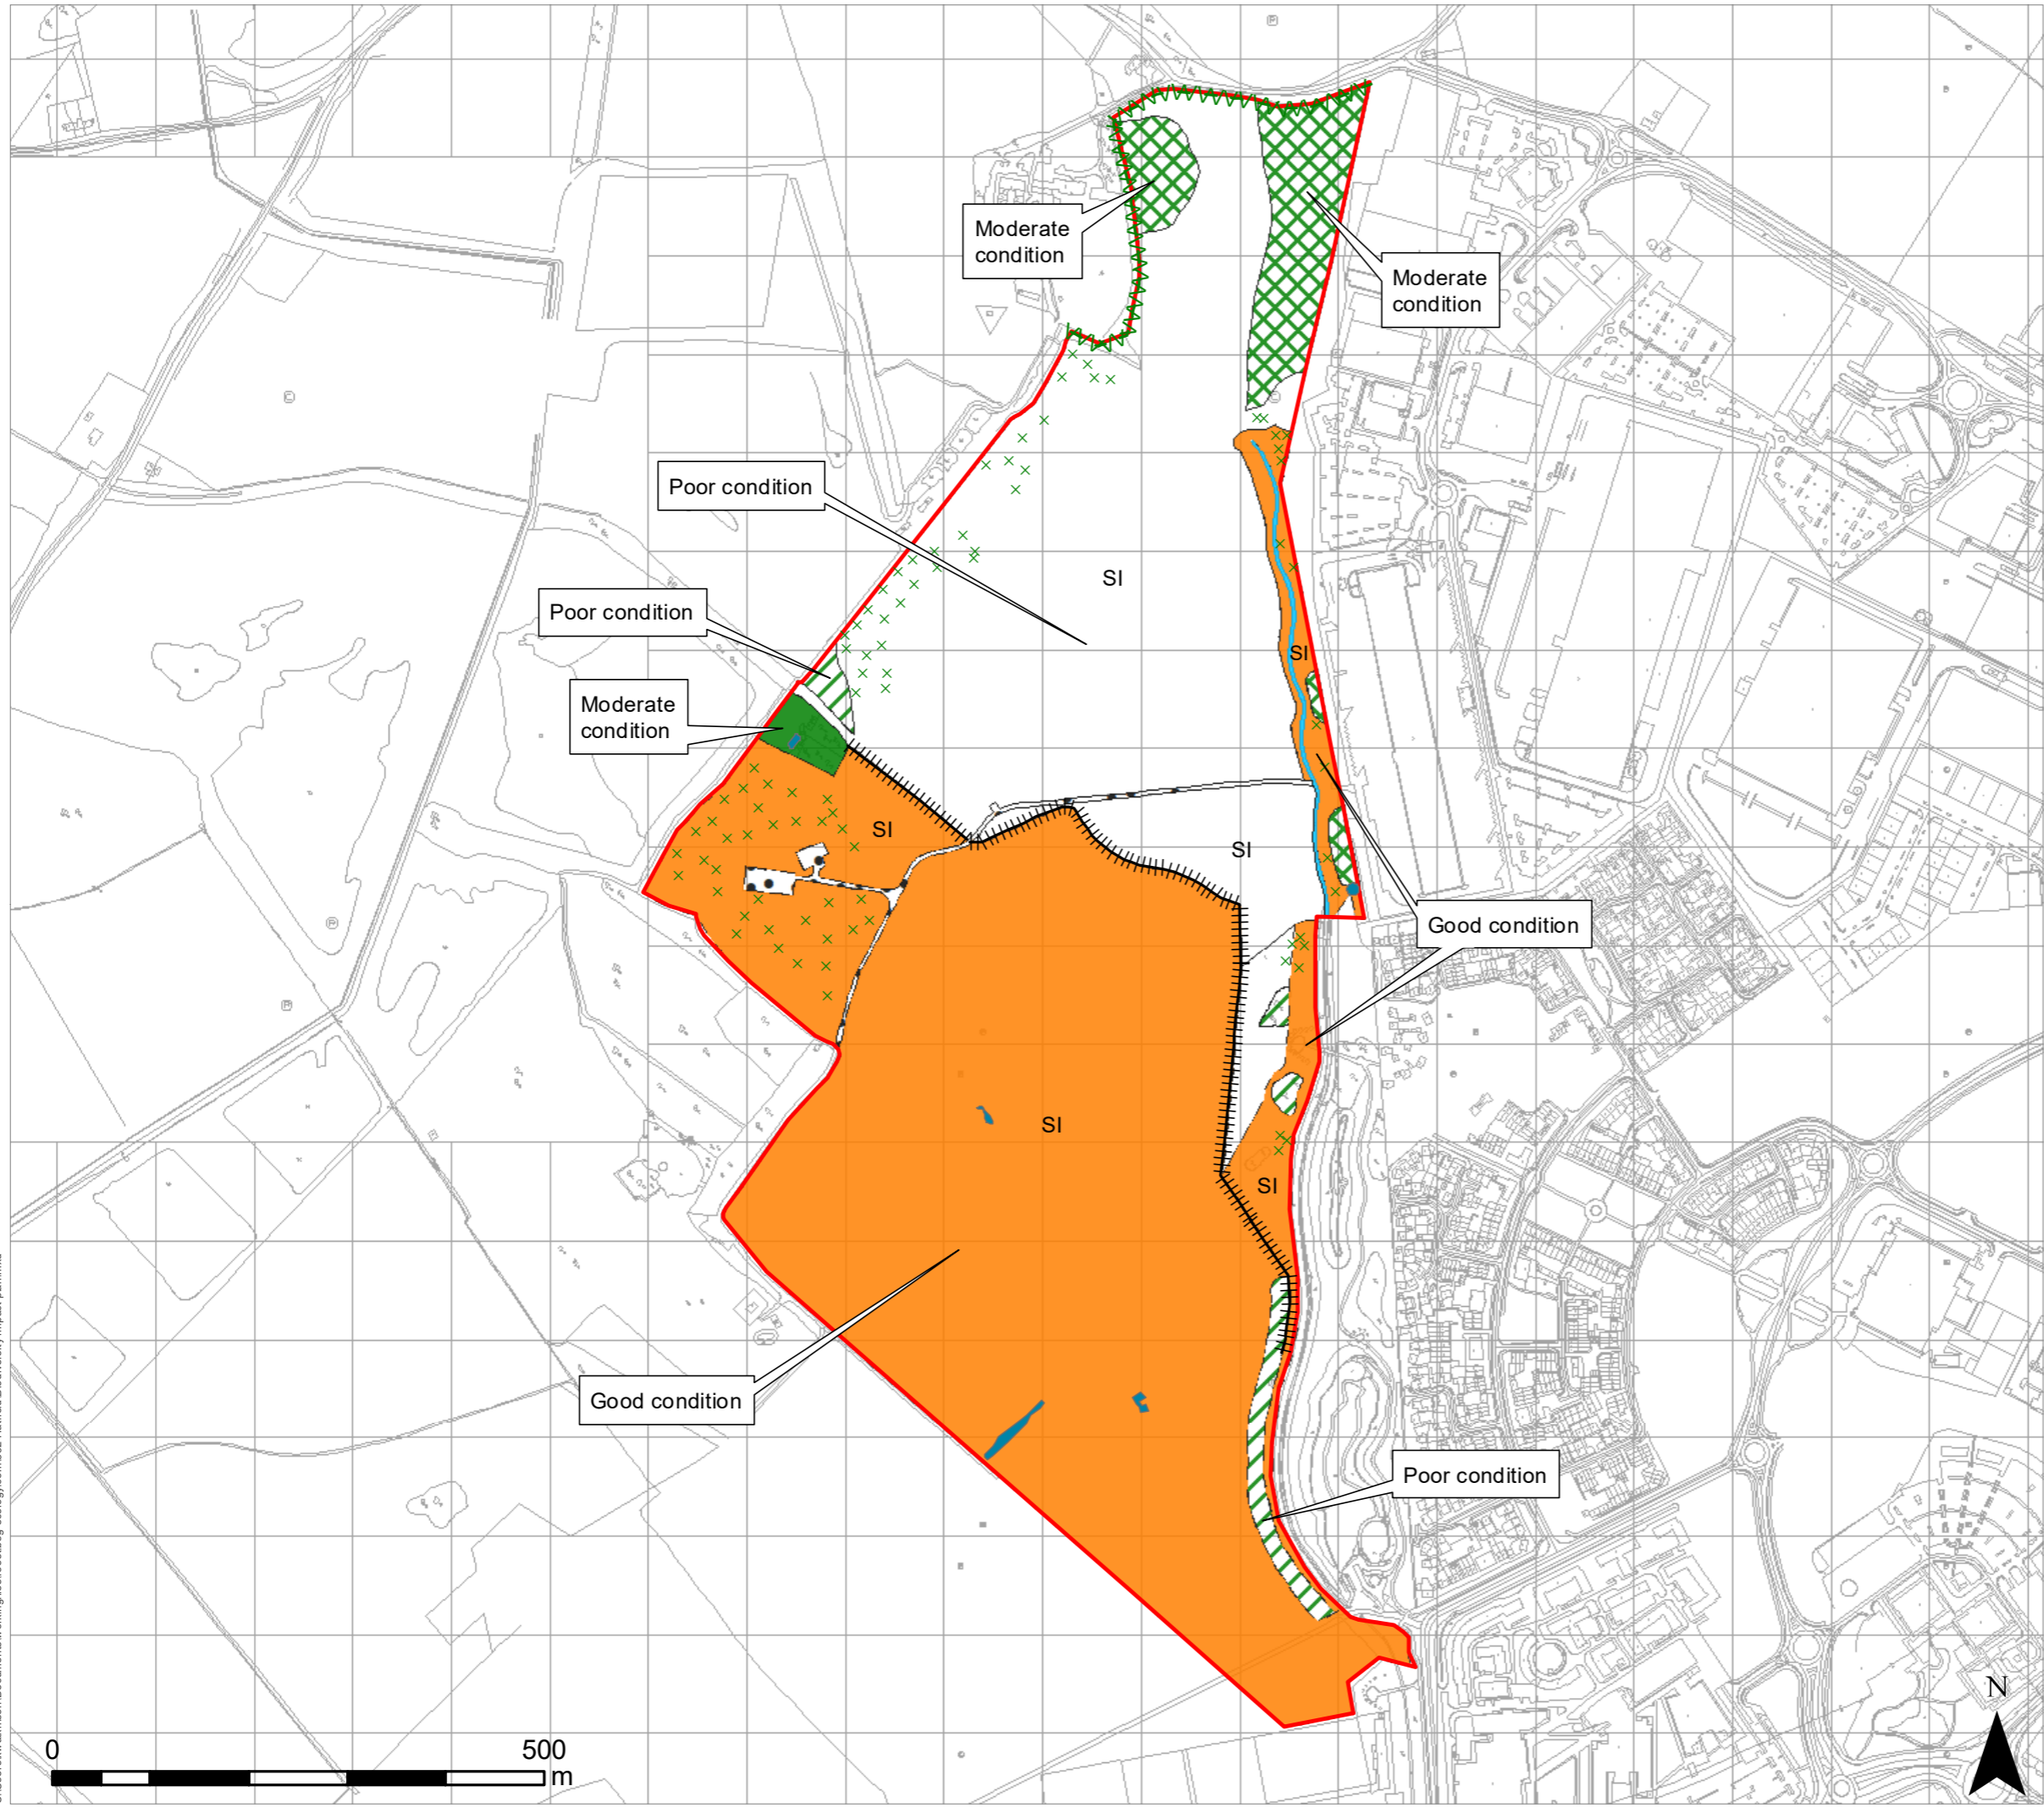 Moderate
condition
Moderate
condition
Poor condition
SI
Poor condition
SI
Moderate
condition
SI
SI
Good condition
SI
SI
Good condition
Poor condition
N
0 500
m